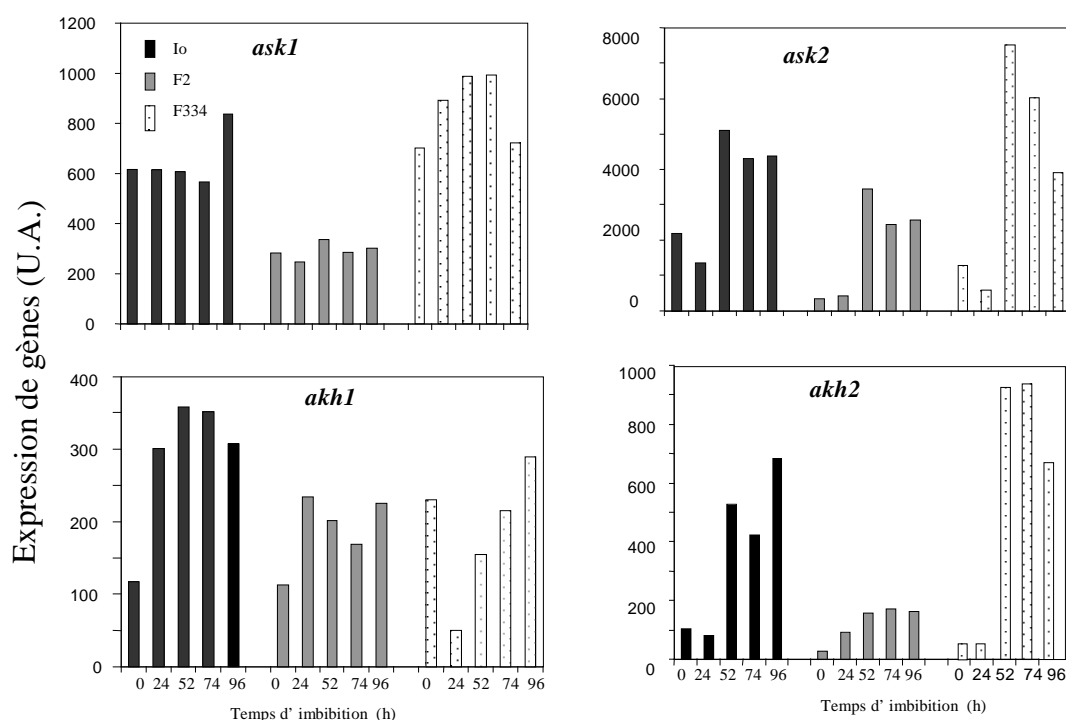 Expression de gènes (U.A.)
1200
1000
800
600
400
200
0
Io
F2
F334
ask1
8000
6000
4000
2000
0
ask2
400
300
200
100
0
akh1
0 24 52 74 96 0 24 52 74 96 0 24 52 74 96
Temps d' imbibition (h)
1000
800
600
400
200
0
akh2
0 24 52 74 96 0 24 52 74 96 0 24 52 74 96
Temps d' imbibition (h)